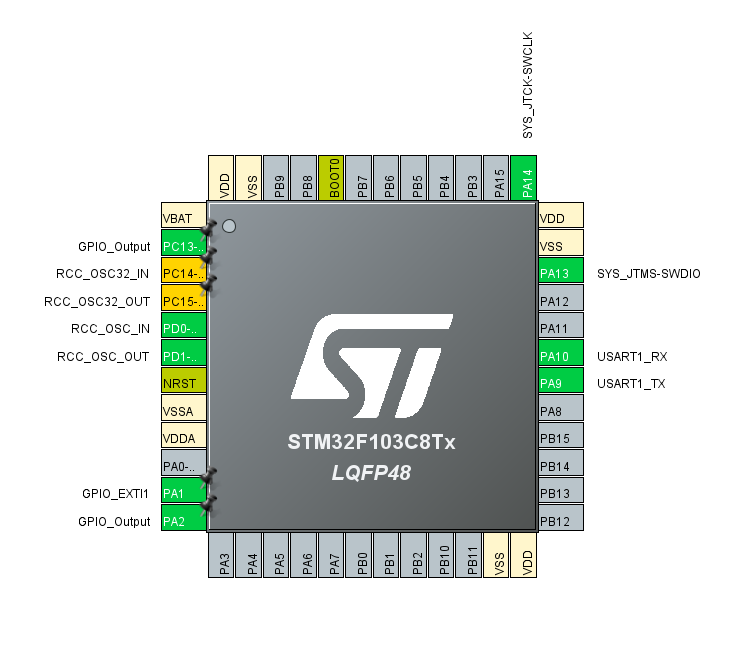 SYS_JTCK-SWCLK
VDD
VSS
PB9
PB8
BOOT0
PB7
PB6
PB5
PB4
PB3
PA15
PA14
VBAT
GPIO_Output PC13-..
RCC_OSC32_IN PC14-..
RCC_OSC32_OUT PC15-..
RCC_OSC_IN PD0-..
RCC_OSC_OUT PD1-..
NRST
VSSA
VDDA
PA0-..
GPIO_EXTI1 PA1
GPIO_Output PA2
ST
STM32F103C8Tx
LQFP48
VDD
VSS
PA13 SYS_JTMS-SWDIO
PA12
PA11
PA10 USART1_RX
PA9 USART1_TX
PA8
PB15
PB14
PB13
PB12
PA3
PA4
PA5
PA6
PA7
PB0
PB1
PB2
PB10
PB11
VSS
VDD